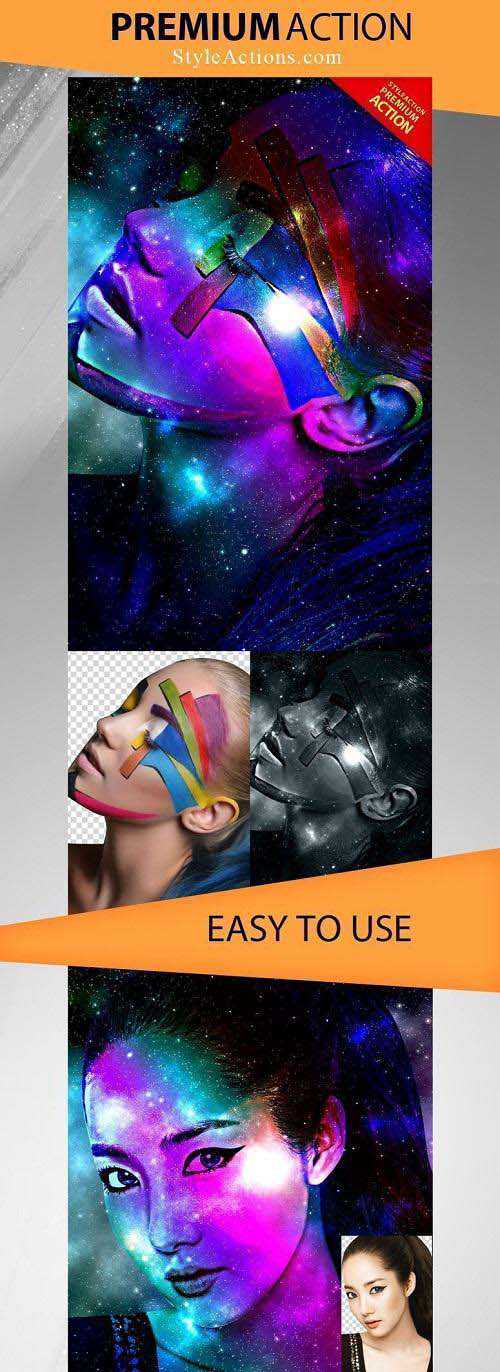 PREMIUM ACTION
StyleActions.com
STYLEACTION
PREMIUM
ACTION
EASY TO USE